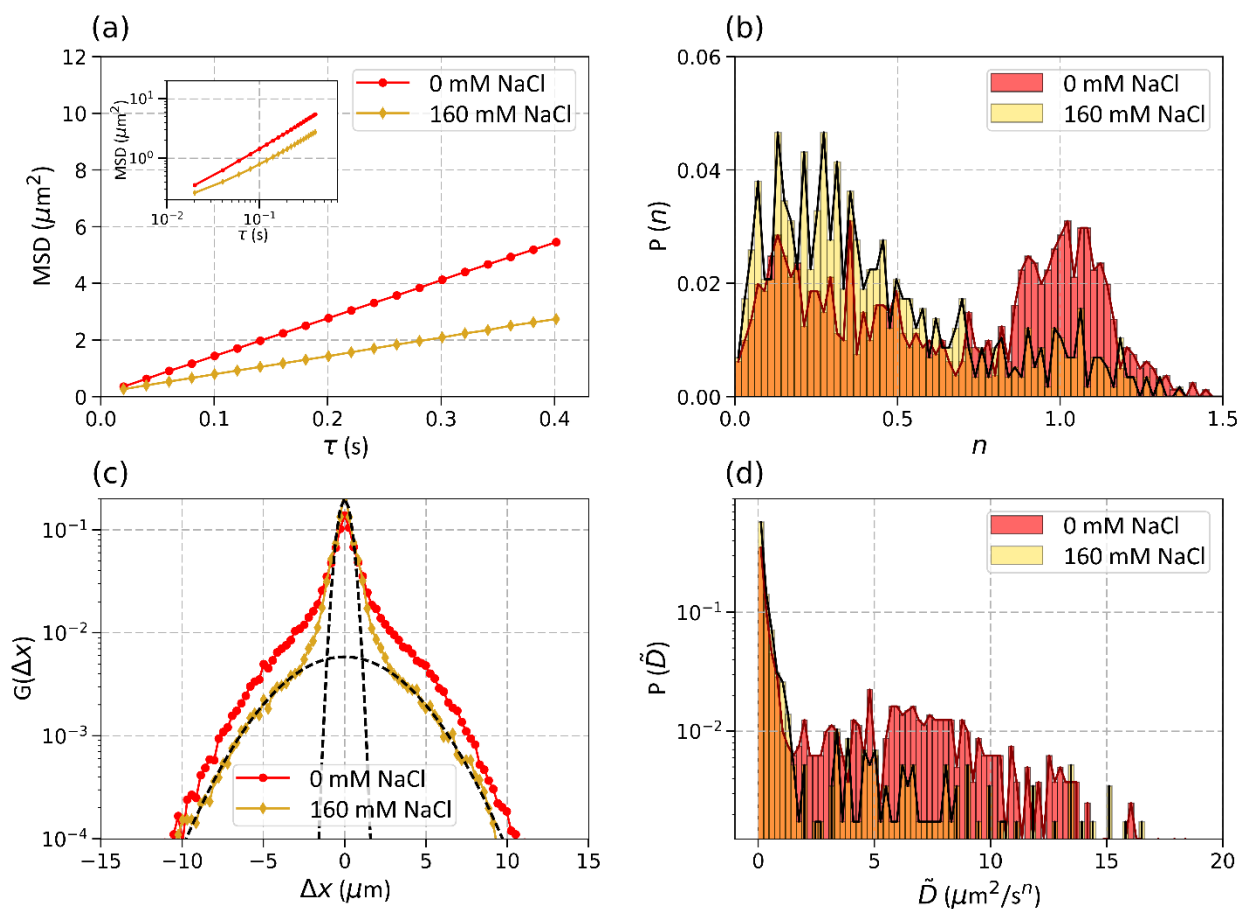 (a)
12
10
8
6
4
2
0
MSD (μm²)
0.0
0.1
0.2
0.3
0.4
τ (s)
10¹
10⁰
MSD (μm²)
10⁻²
10⁻¹
τ (s)
0 mM NaCl
160 mM NaCl
(b)
0.06
0.04
0.02
0.00
P (n)
0.0
0.5
1.0
1.5
n
0 mM NaCl
160 mM NaCl
(c)
10⁻¹
10⁻²
10⁻³
10⁻⁴
G(Δx)
−15
−10
−5
0
5
10
15
Δx (μm)
0 mM NaCl
160 mM NaCl
(d)
10⁻¹
10⁻²
P (D̃)
0
5
10
15
20
D̃ (μm²/sⁿ)
0 mM NaCl
160 mM NaCl